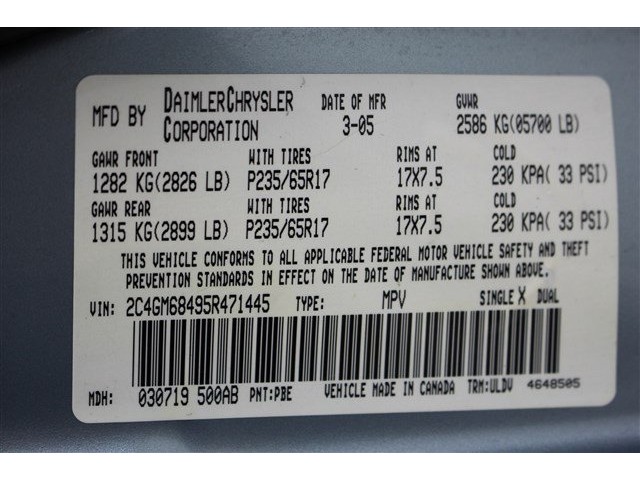 MFD BY DAIMLERCHRYSLER CORPORATION DATE OF MFR 3-05 GVWR 2586 KG(05700 LB)
GAWR FRONT WITH TIRES RIMS AT COLD
1282 KG(2826 LB) P235/65R17 17X7.5 230 KPA( 33 PSI)
GAWR REAR WITH TIRES RIMS AT COLD
1315 KG(2899 LB) P235/65R17 17X7.5 230 KPA( 33 PSI)
THIS VEHICLE CONFORMS TO ALL APPLICABLE FEDERAL MOTOR VEHICLE SAFETY AND THEFT
PREVENTION STANDARDS IN EFFECT ON THE DATE OF MANUFACTURE SHOWN ABOVE.
VIN: 2C4GM68495R471445 TYPE: MPV SINGLE X DUAL
MDH: 030719 500AB PNT:PBE VEHICLE MADE IN CANADA TRM:ULDV 4648505